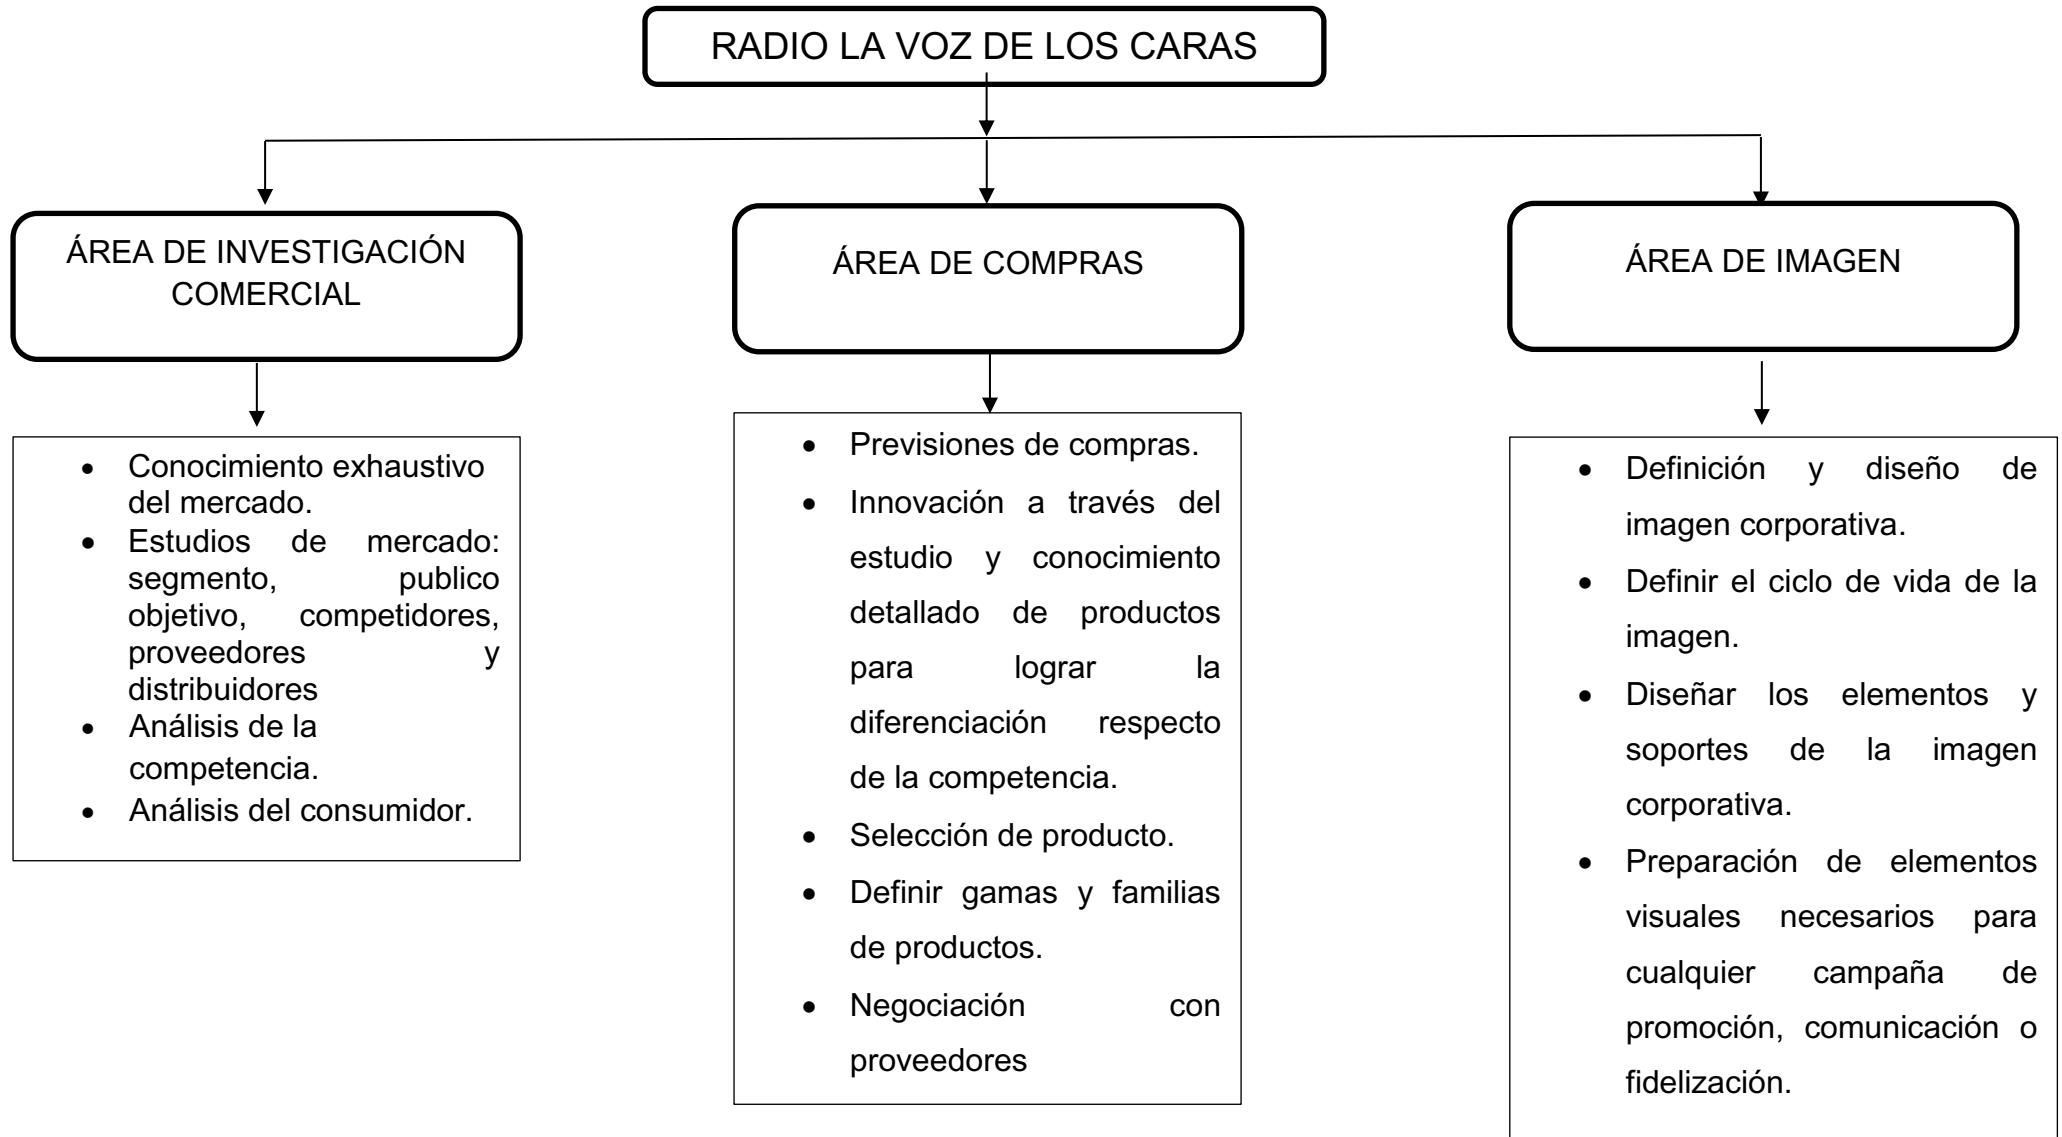 RADIO LA VOZ DE LOS CARAS
ÁREA DE INVESTIGACIÓN
COMERCIAL
• Conocimiento exhaustivo
del mercado.
• Estudios de mercado:
segmento, publico
objetivo, competidores,
proveedores y
distribuidores
• Análisis de la
competencia.
• Análisis del consumidor.
ÁREA DE COMPRAS
• Previsiones de compras.
• Innovación a través del
estudio y conocimiento
detallado de productos
para lograr la
diferenciación respecto
de la competencia.
• Selección de producto.
• Definir gamas y familias
de productos.
• Negociación con
proveedores
ÁREA DE IMAGEN
• Definición y diseño de
imagen corporativa.
• Definir el ciclo de vida de la
imagen.
• Diseñar los elementos y
soportes de la imagen
corporativa.
• Preparación de elementos
visuales necesarios para
cualquier campaña de
promoción, comunicación o
fidelización.